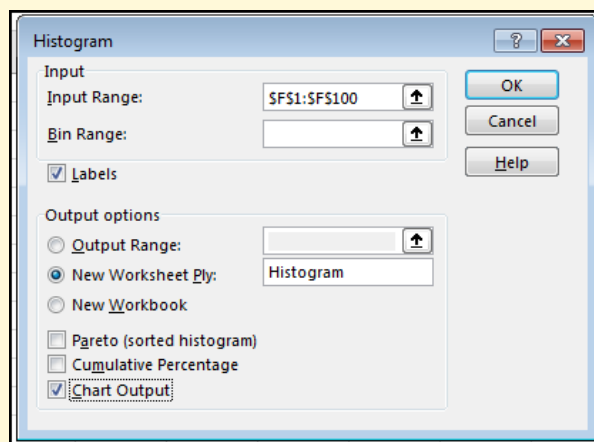 Histogram
Input
Input Range: $F$1:$F$100
Bin Range:
Labels
OK
Cancel
Help
Output options
Output Range:
New Worksheet Ply: Histogram
New Workbook
Pareto (sorted histogram)
Cumulative Percentage
Chart Output